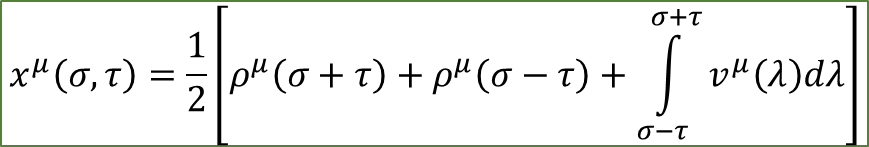 x^μ(σ, τ) = 1/2 [ρ^μ(σ + τ) + ρ^μ(σ − τ) + ∫_{σ−τ}^{σ+τ} v^μ(λ)dλ]